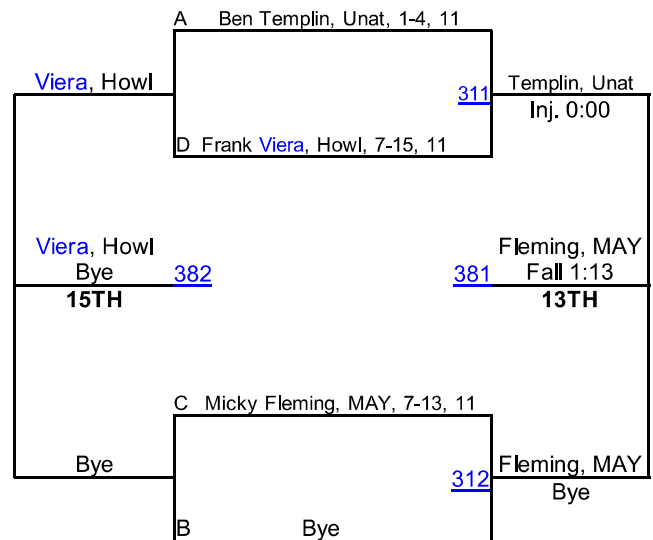 A Ben Templin, Unat, 1-4, 11
Viera, Howl
311
Templin, Unat
Inj. 0:00
D Frank Viera, Howl, 7-15, 11
Viera, Howl
Bye
15TH
382
381
Fleming, MAY
Fall 1:13
13TH
C Micky Fleming, MAY, 7-13, 11
Bye
312
Fleming, MAY
Bye
B Bye